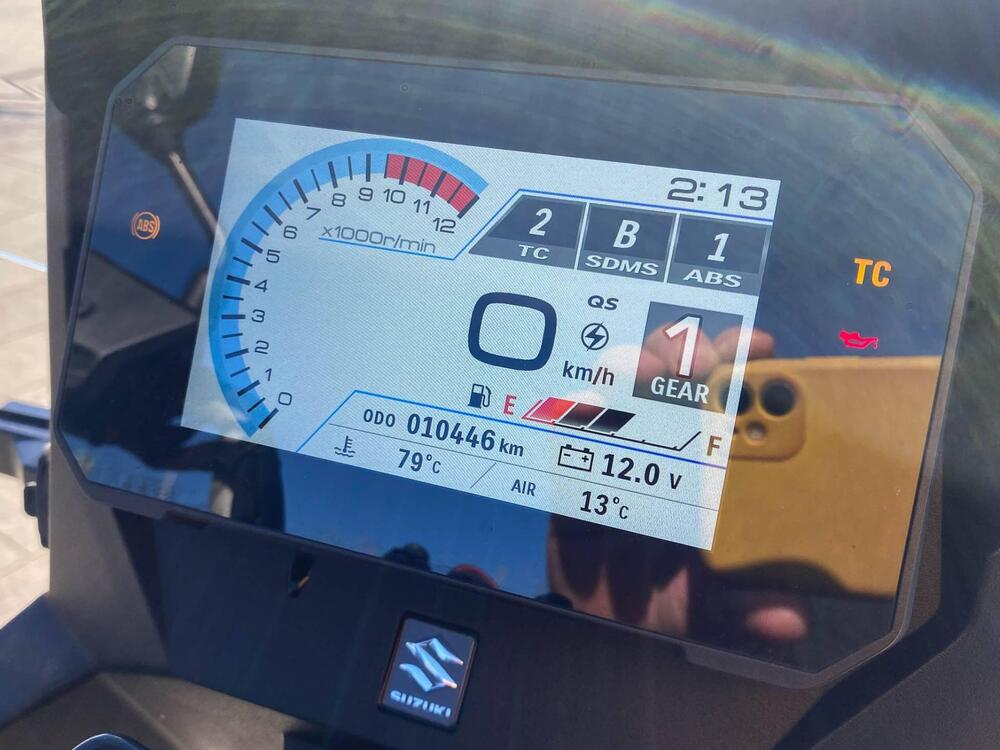 2:13
2 B 1
TC SDMS ABS
12
11
10
9
8
7
6
5
4
3
2
1
0
x1000r/min
ABS
TC
QS
0
km/h
1
GEAR
E
F
ODO 010446 km
12.0 V
79°C
AIR 13°C
SUZUKI